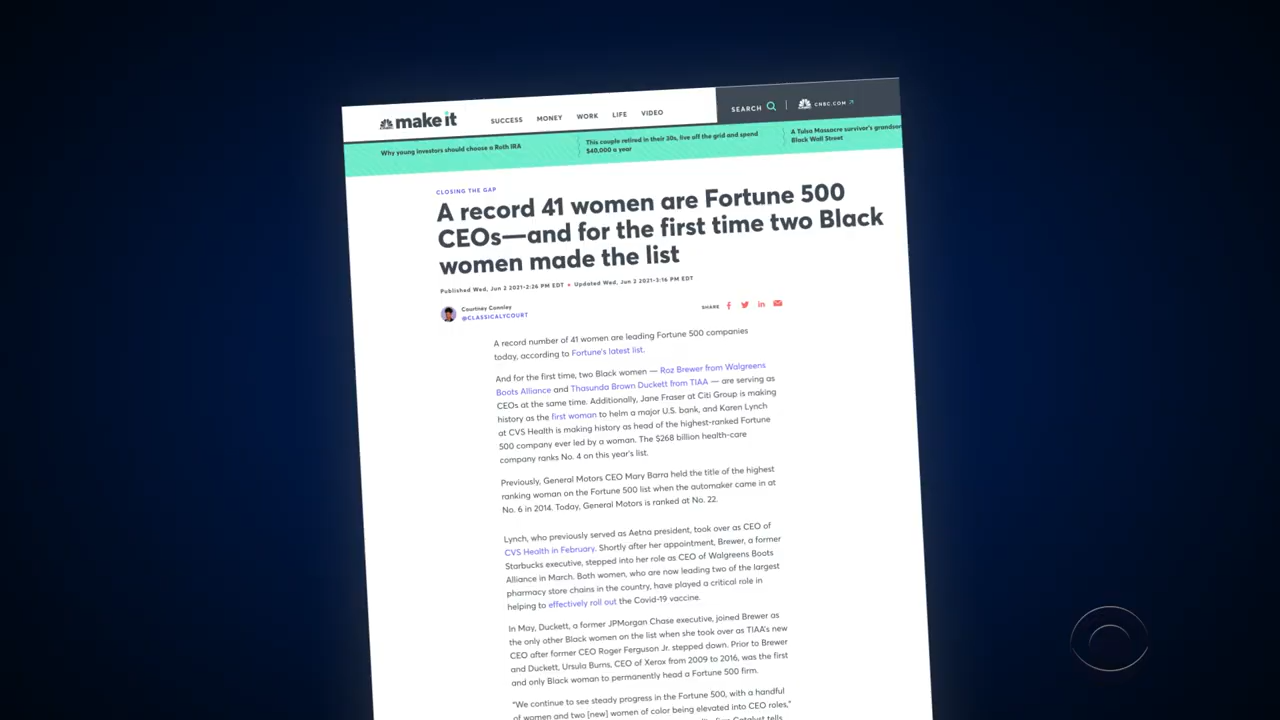 make it
SUCCESS MONEY WORK LIFE VIDEO
SEARCH
CNBC.COM
Why young investors should choose a Roth IRA
This couple retired in their 30s, live off the grid and spend
$40,000 a year
A Tulsa Massacre survivor's grandson
Black Wall Street
CLOSING THE GAP
A record 41 women are Fortune 500
CEOs—and for the first time two Black
women made the list
Published Wed, Jun 2 2021•2:26 PM EDT • Updated Wed, Jun 2 2021•3:16 PM EDT
Courtney Connley
@CLASSICALYCOURT
SHARE
A record number of 41 women are leading Fortune 500 companies
today, according to Fortune's latest list.
And for the first time, two Black women — Roz Brewer from Walgreens
Boots Alliance and Thasunda Brown Duckett from TIAA — are serving as
CEOs at the same time. Additionally, Jane Fraser at Citi Group is making
history as the first woman to helm a major U.S. bank, and Karen Lynch
at CVS Health is making history as head of the highest-ranked Fortune
500 company ever led by a woman. The $268 billion health-care
company ranks No. 4 on this year's list.
Previously, General Motors CEO Mary Barra held the title of the highest
ranking woman on the Fortune 500 list when the automaker came in at
No. 6 in 2014. Today, General Motors is ranked at No. 22.
Lynch, who previously served as Aetna president, took over as CEO of
CVS Health in February. Shortly after her appointment, Brewer, a former
Starbucks executive, stepped into her role as CEO of Walgreens Boots
Alliance in March. Both women, who are now leading two of the largest
pharmacy store chains in the country, have played a critical role in
helping to effectively roll out the Covid-19 vaccine.
In May, Duckett, a former JPMorgan Chase executive, joined Brewer as
the only other Black women on the list when she took over as TIAA's new
CEO after former CEO Roger Ferguson Jr. stepped down. Prior to Brewer
and Duckett, Ursula Burns, CEO of Xerox from 2009 to 2016, was the first
and only Black woman to permanently head a Fortune 500 firm.
"We continue to see steady progress in the Fortune 500, with a handful
of women and two [new] women of color being elevated into CEO roles,"
Catalyst tells